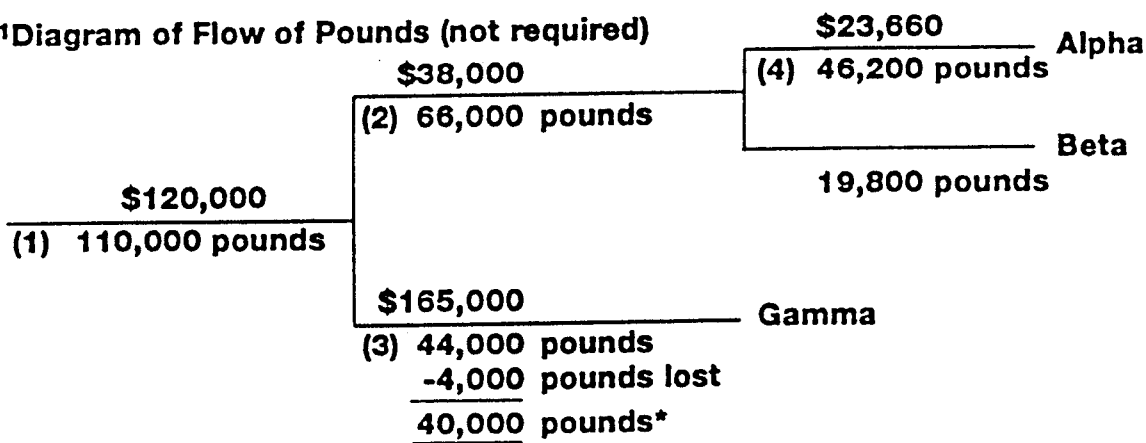 ¹Diagram of Flow of Pounds (not required)
$23,660
Alpha
(4) 46,200 pounds
$38,000
(2) 66,000 pounds
Beta
19,800 pounds
$120,000
(1) 110,000 pounds
$165,000
Gamma
(3) 44,000 pounds
-4,000 pounds lost
40,000 pounds*